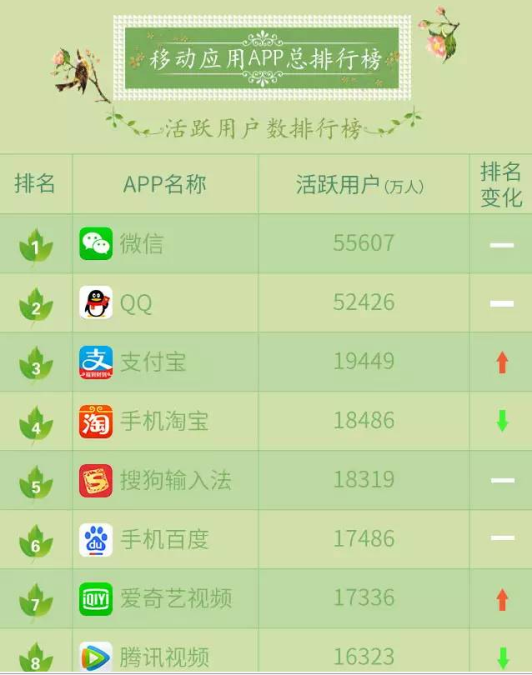 移动应用APP总排行榜
活跃用户数排行榜
排名 APP名称 活跃用户(万人) 排名变化
1 微信 55607
2 QQ 52426
3 支 支付宝 19449
4 淘 手机淘宝 18486
5 S 搜狗输入法 18319
6 du 手机百度 17486
7 iQIYI 爱奇艺视频 17336
8 腾讯视频 16323